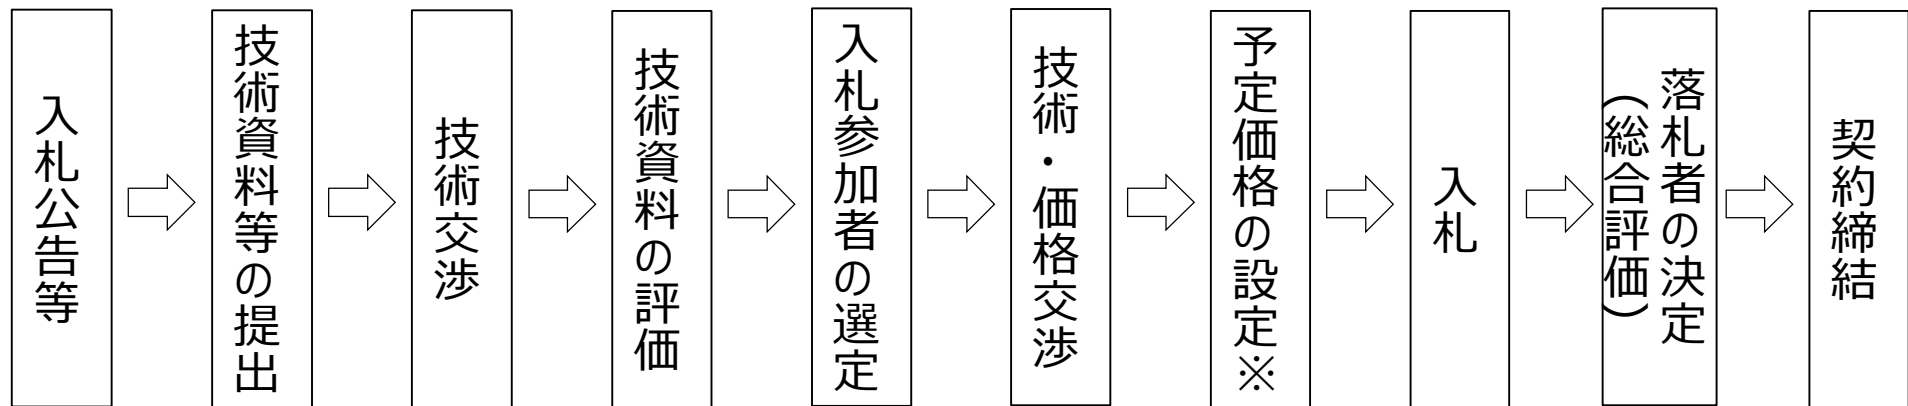 入札公告等
技術資料等の提出
技術交渉
技術資料の評価
入札参加者の選定
技術・価格交渉
予定価格の設定※
入札
落札者の決定
（総合評価）
契約締結